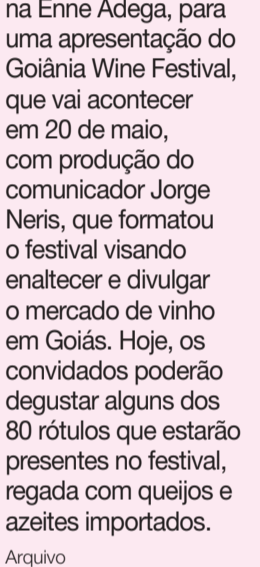 na Enne Adega, para
uma apresentação do
Goiânia Wine Festival,
que vai acontecer
em 20 de maio,
com produção do
comunicador Jorge
Neris, que formatou
o festival visando
enaltecer e divulgar
o mercado de vinho
em Goiás. Hoje, os
convidados poderão
degustar alguns dos
80 rótulos que estarão
presentes no festival,
regada com queijos e
azeites importados.
Arquivo